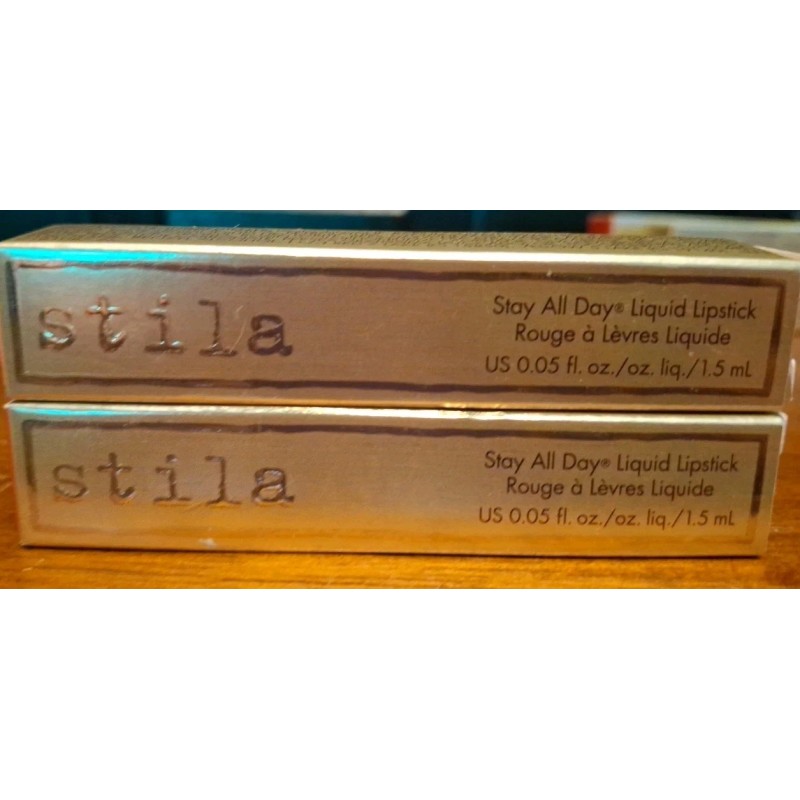 stila
Stay All Day® Liquid Lipstick
Rouge à Lèvres Liquide
US 0.05 fl. oz./oz. liq./1.5 mL
stila
Stay All Day® Liquid Lipstick
Rouge à Lèvres Liquide
US 0.05 fl. oz./oz. liq./1.5 mL